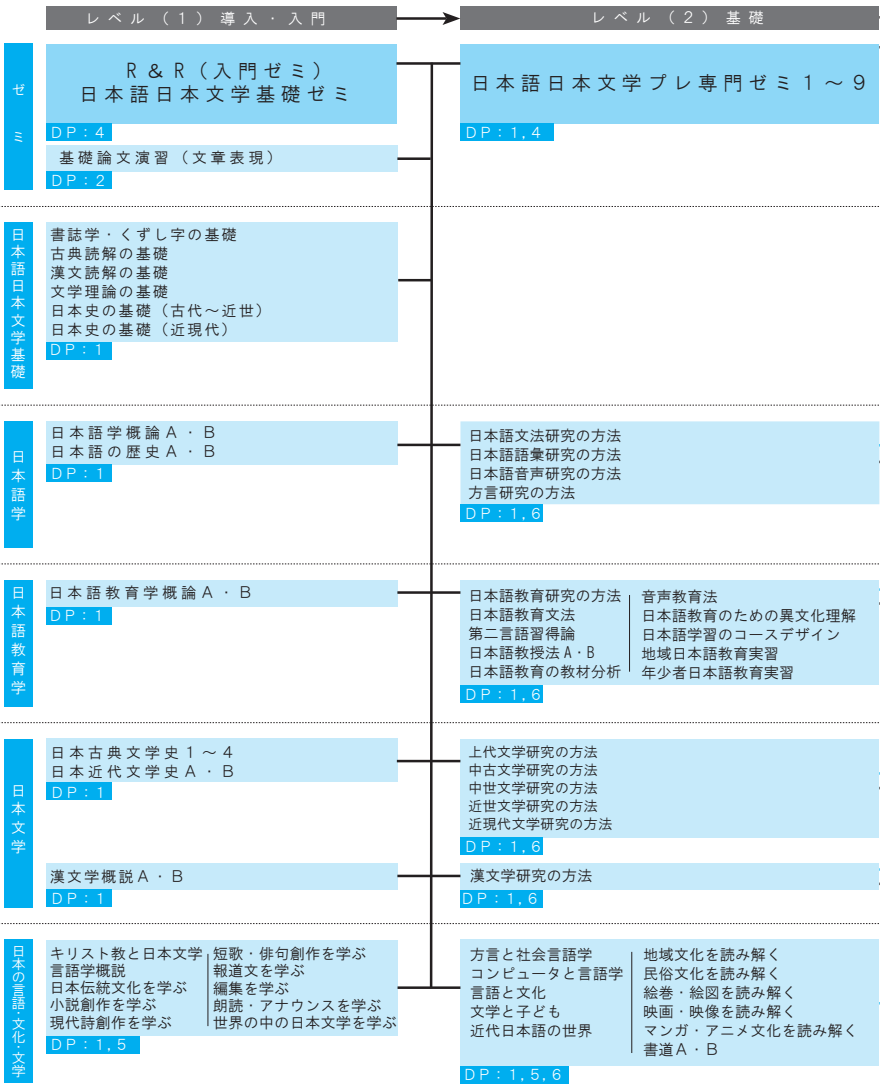 レベル（１）導入・入門
レベル（２）基礎
ゼミ
Ｒ＆Ｒ（入門ゼミ）
日本語日本文学基礎ゼミ
ＤＰ：４
基礎論文演習（文章表現）
ＤＰ：２
日本語日本文学プレ専門ゼミ１～９
ＤＰ：１,４
日本語日本文学基礎
書誌学・くずし字の基礎
古典読解の基礎
漢文読解の基礎
文学理論の基礎
日本史の基礎（古代～近世）
日本史の基礎（近現代）
ＤＰ：１
日本語学
日本語学概論Ａ・Ｂ
日本語の歴史Ａ・Ｂ
ＤＰ：１
日本語文法研究の方法
日本語語彙研究の方法
日本語音声研究の方法
方言研究の方法
ＤＰ：１,６
日本語教育学
日本語教育学概論Ａ・Ｂ
ＤＰ：１
日本語教育研究の方法
日本語教育文法
第二言語習得論
日本語教授法Ａ・Ｂ
日本語教育の教材分析
音声教育法
日本語教育のための異文化理解
日本語学習のコースデザイン
地域日本語教育実習
年少者日本語教育実習
ＤＰ：１,６
日本文学
日本古典文学史１～４
日本近代文学史Ａ・Ｂ
ＤＰ：１
上代文学研究の方法
中古文学研究の方法
中世文学研究の方法
近世文学研究の方法
近現代文学研究の方法
ＤＰ：１,６
漢文学概説Ａ・Ｂ
ＤＰ：１
漢文学研究の方法
ＤＰ：１,６
日本の言語・文化・文学
キリスト教と日本文学
言語学概説
日本伝統文化を学ぶ
小説創作を学ぶ
現代詩創作を学ぶ
短歌・俳句創作を学ぶ
報道文を学ぶ
編集を学ぶ
朗読・アナウンスを学ぶ
世界の中の日本文学を学ぶ
ＤＰ：１,５
方言と社会言語学
コンピュータと言語学
言語と文化
文学と子ども
近代日本語の世界
地域文化を読み解く
民俗文化を読み解く
絵巻・絵図を読み解く
映画・映像を読み解く
マンガ・アニメ文化を読み解く
書道Ａ・Ｂ
ＤＰ：１,５,６